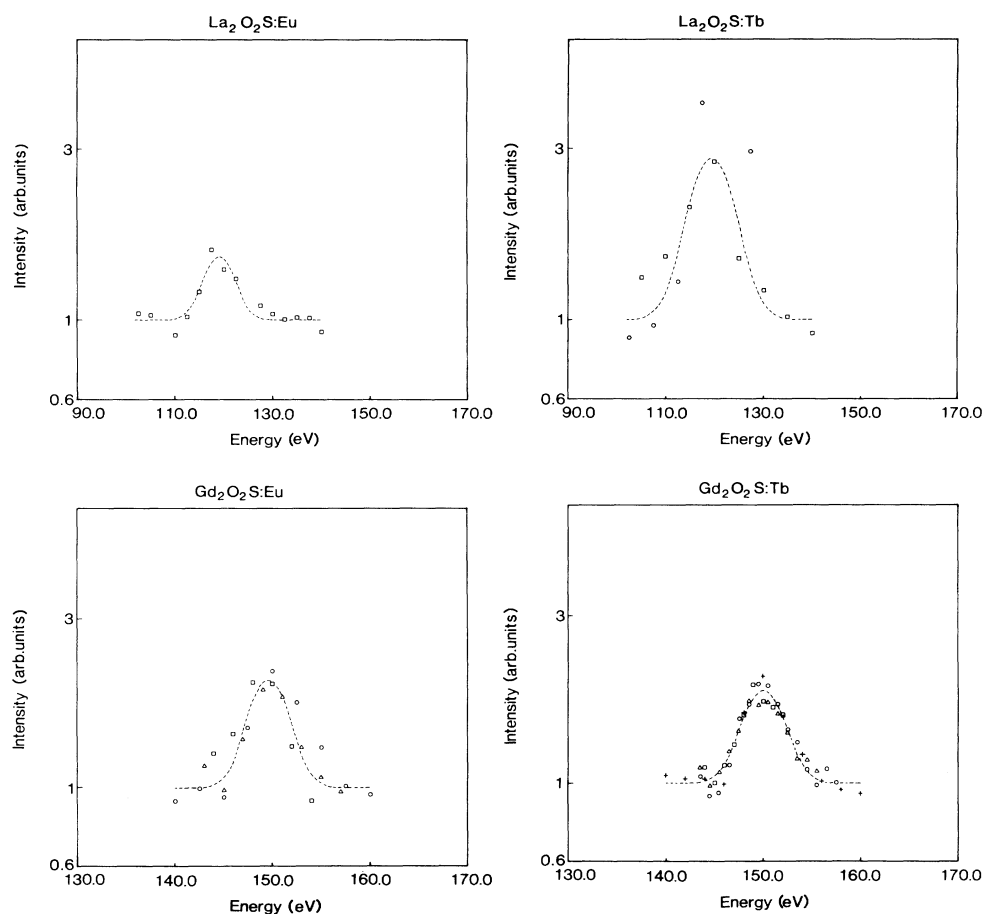 La2O2S:Eu
Intensity (arb.units)
3
1
0.6
90.0 110.0 130.0 150.0 170.0
Energy (eV)
La2O2S:Tb
Intensity (arb.units)
3
1
0.6
90.0 110.0 130.0 150.0 170.0
Energy (eV)
Gd2O2S:Eu
Intensity (arb.units)
3
1
0.6
130.0 140.0 150.0 160.0 170.0
Energy (eV)
Gd2O2S:Tb
Intensity (arb.units)
3
1
0.6
130.0 140.0 150.0 160.0 170.0
Energy (eV)